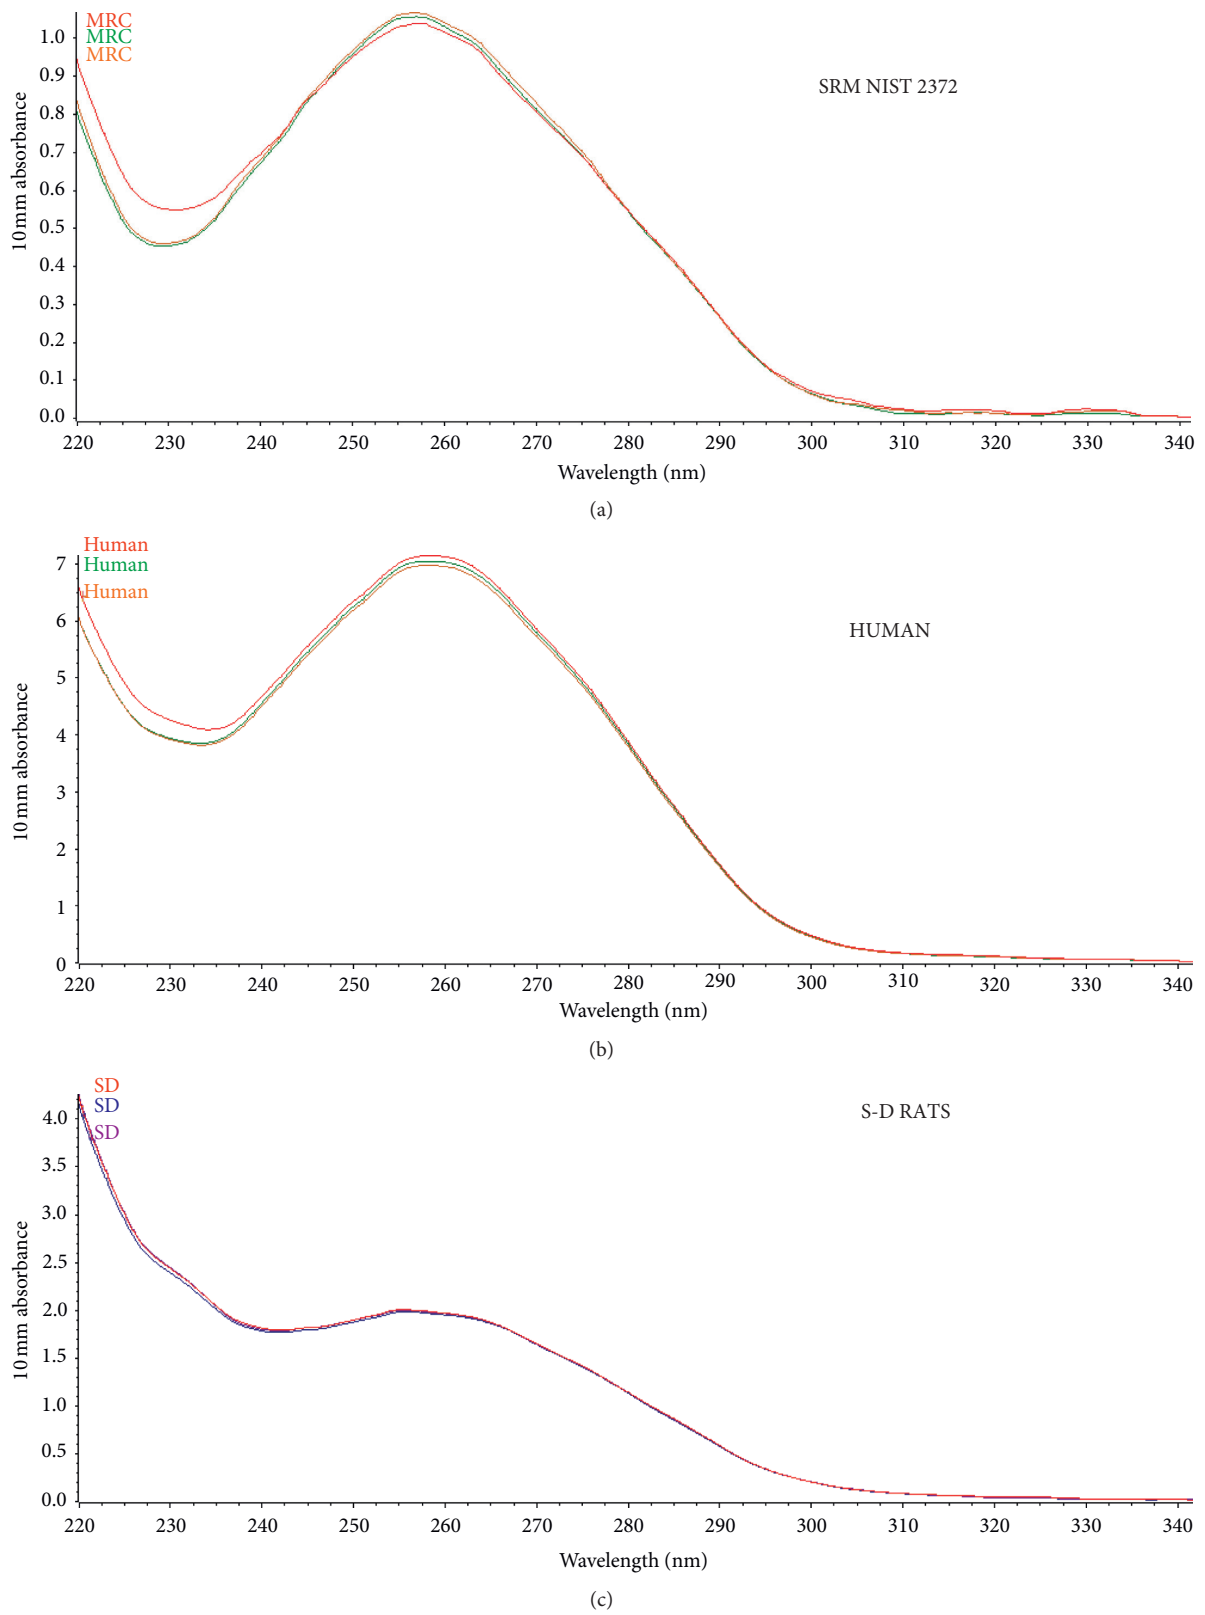 MRC
MRC
MRC
SRM NIST 2372
10 mm absorbance
1.0
0.9
0.8
0.7
0.6
0.5
0.4
0.3
0.2
0.1
0.0
220 230 240 250 260 270 280 290 300 310 320 330 340
Wavelength (nm)
(a)
Human
Human
Human
HUMAN
10 mm absorbance
7
6
5
4
3
2
1
0
220 230 240 250 260 270 280 290 300 310 320 330 340
Wavelength (nm)
(b)
SD
SD
SD
S-D RATS
10 mm absorbance
4.0
3.5
3.0
2.5
2.0
1.5
1.0
0.5
0.0
220 230 240 250 260 270 280 290 300 310 320 330 340
Wavelength (nm)
(c)